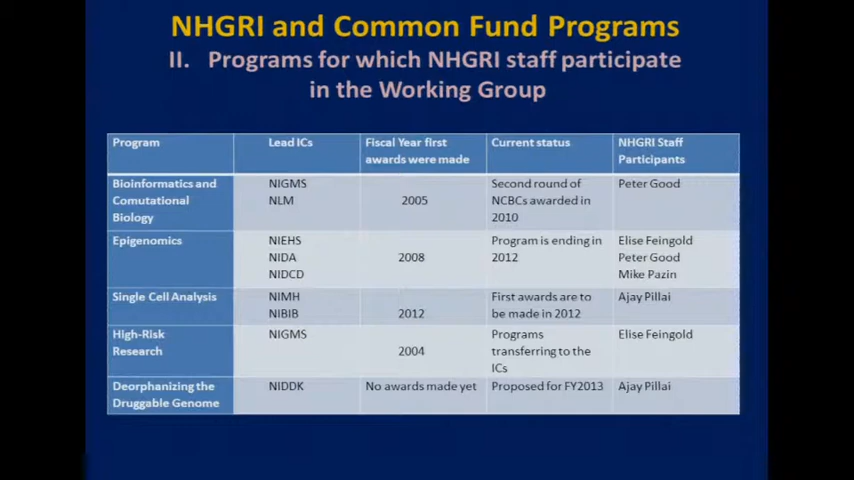 NHGRI and Common Fund Programs
II. Programs for which NHGRI staff participate
in the Working Group
Program
Lead ICs
Fiscal Year first
awards were made
Current status
NHGRI Staff
Participants
Bioinformatics and
Comutational
Biology
NIGMS
NLM
2005
Second round of
NCBCs awarded in
2010
Peter Good
Epigenomics
NIEHS
NIDA
NIDCD
2008
Program is ending in
2012
Elise Feingold
Peter Good
Mike Pazin
Single Cell Analysis
NIMH
NIBIB
2012
First awards are to
be made in 2012
Ajay Pillai
High-Risk
Research
NIGMS
2004
Programs
transferring to the
ICs
Elise Feingold
Deorphanizing the
Druggable Genome
NIDDK
No awards made yet
Proposed for FY2013
Ajay Pillai